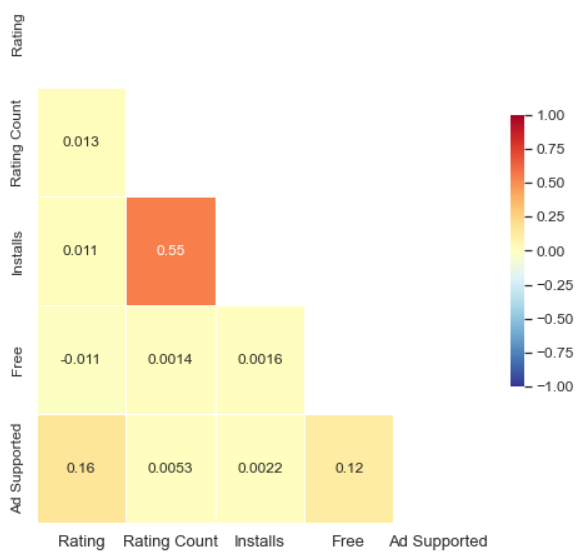 Rating
Rating Count
0.013
Installs
0.011 0.55
Free
-0.011 0.0014 0.0016
Ad Supported
0.16 0.0053 0.0022 0.12
Rating Rating Count Installs Free Ad Supported
1.00
0.75
0.50
0.25
0.00
−0.25
−0.50
−0.75
−1.00